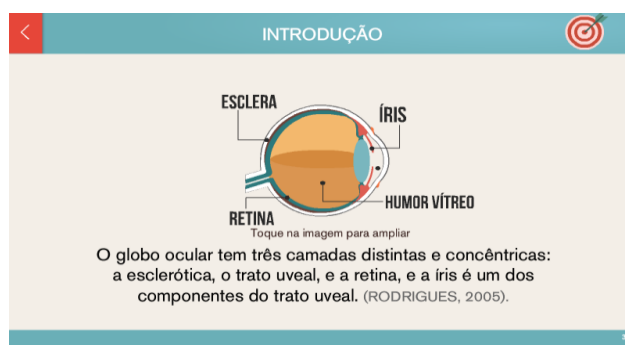 INTRODUÇÃO
ESCLERA
ÍRIS
HUMOR VÍTREO
RETINA
Toque na imagem para ampliar
O globo ocular tem três camadas distintas e concêntricas:
a esclerótica, o trato uveal, e a retina, e a íris é um dos
componentes do trato uveal. (RODRIGUES, 2005).